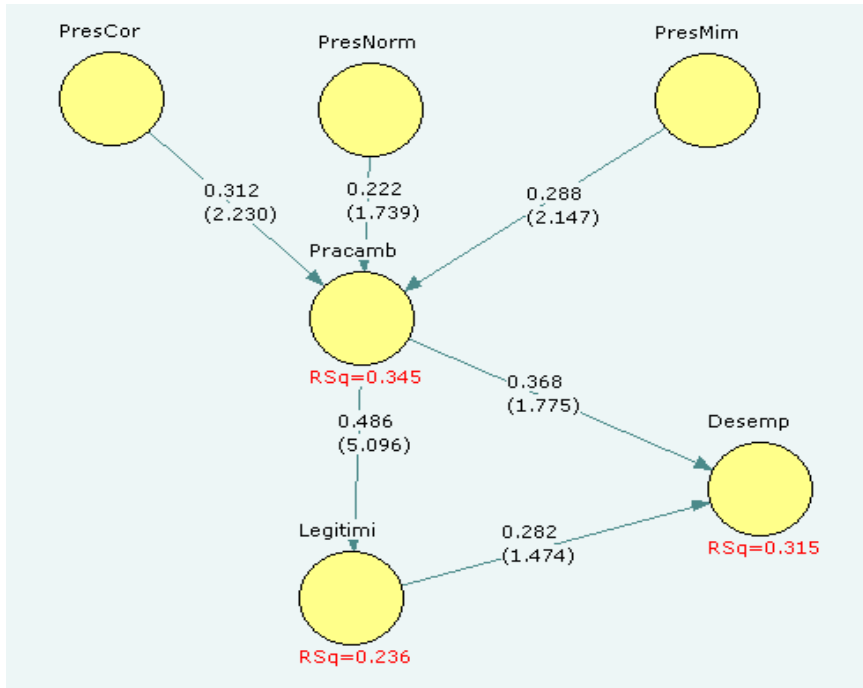 PresCor
PresNorm
PresMim
0.312
(2.230)
0.222
(1.739)
0.288
(2.147)
Pracamb
RSq=0.345
0.368
(1.775)
0.486
(5.096)
Desemp
RSq=0.315
Legitimi
0.282
(1.474)
RSq=0.236